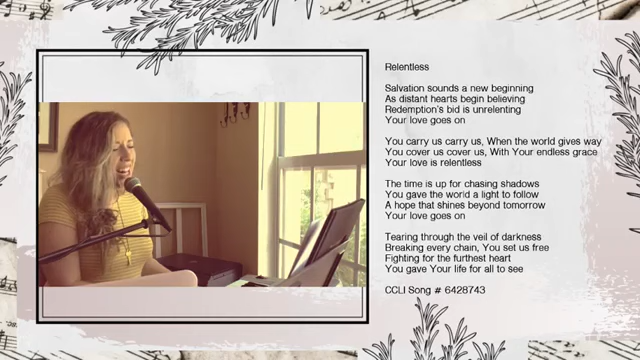 Relentless
Salvation sounds a new beginning
As distant hearts begin believing
Redemption's bid is unrelenting
Your love goes on
You carry us carry us, When the world gives way
You cover us cover us, With Your endless grace
Your love is relentless
The time is up for chasing shadows
You gave the world a light to follow
A hope that shines beyond tomorrow
Your love goes on
Tearing through the veil of darkness
Breaking every chain, You set us free
Fighting for the furthest heart
You gave Your life for all to see
CCLI Song # 6428743